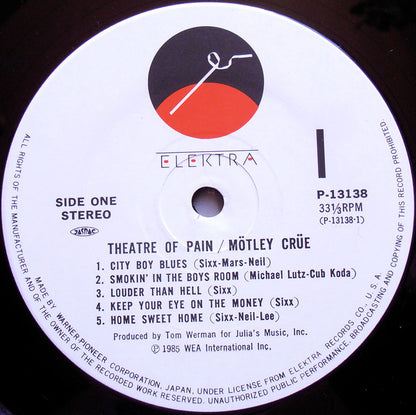 ELEKTRA
SIDE ONE
STEREO
JASRAC
I
P-13138
33⅓RPM
(P-13138-1)
THEATRE OF PAIN / MÖTLEY CRÜE
1. CITY BOY BLUES (Sixx-Mars-Neil)
2. SMOKIN' IN THE BOYS ROOM (Michael Lutz-Cub Koda)
3. LOUDER THAN HELL (Sixx)
4. KEEP YOUR EYE ON THE MONEY (Sixx)
5. HOME SWEET HOME (Sixx-Neil-Lee)
Produced by Tom Werman for Julia's Music, Inc.
Ⓟ 1985 WEA International Inc.
MADE BY WARNER-PIONEER CORPORATION, JAPAN, UNDER LICENSE FROM ELEKTRA RECORDS CO., U.S.A.
ALL RIGHTS OF THE MANUFACTURER AND OF THE OWNER OF THE RECORDED WORK RESERVED. UNAUTHORIZED PUBLIC PERFORMANCE, BROADCASTING AND COPYING OF THIS RECORD PROHIBITED.